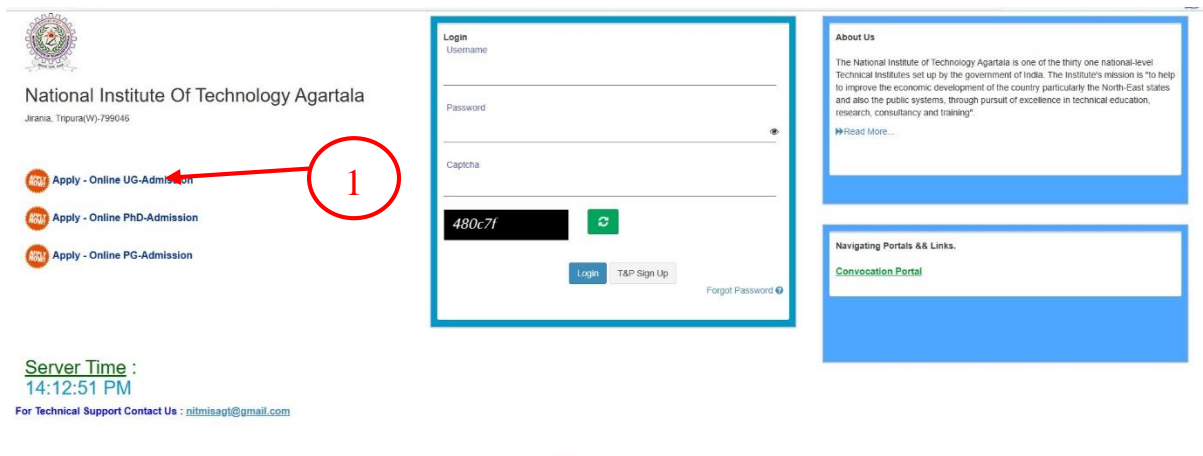 National Institute Of Technology Agartala
Jirania, Tripura(W)-799046
Apply - Online UG-Admission
Apply - Online PhD-Admission
Apply - Online PG-Admission
1
Server Time :
14:12:51 PM
For Technical Support Contact Us : nitmisagt@gmail.com
Login
Username
Password
Captcha
480c7f
Login
T&P Sign Up
Forgot Password
About Us
The National Institute of Technology Agartala is one of the thirty one national-level
Technical Institutes set up by the government of India. The Institute's mission is "to help
to improve the economic development of the country particularly the North-East states
and also the public systems, through pursuit of excellence in technical education,
research, consultancy and training".
Read More...
Navigating Portals && Links.
Convocation Portal